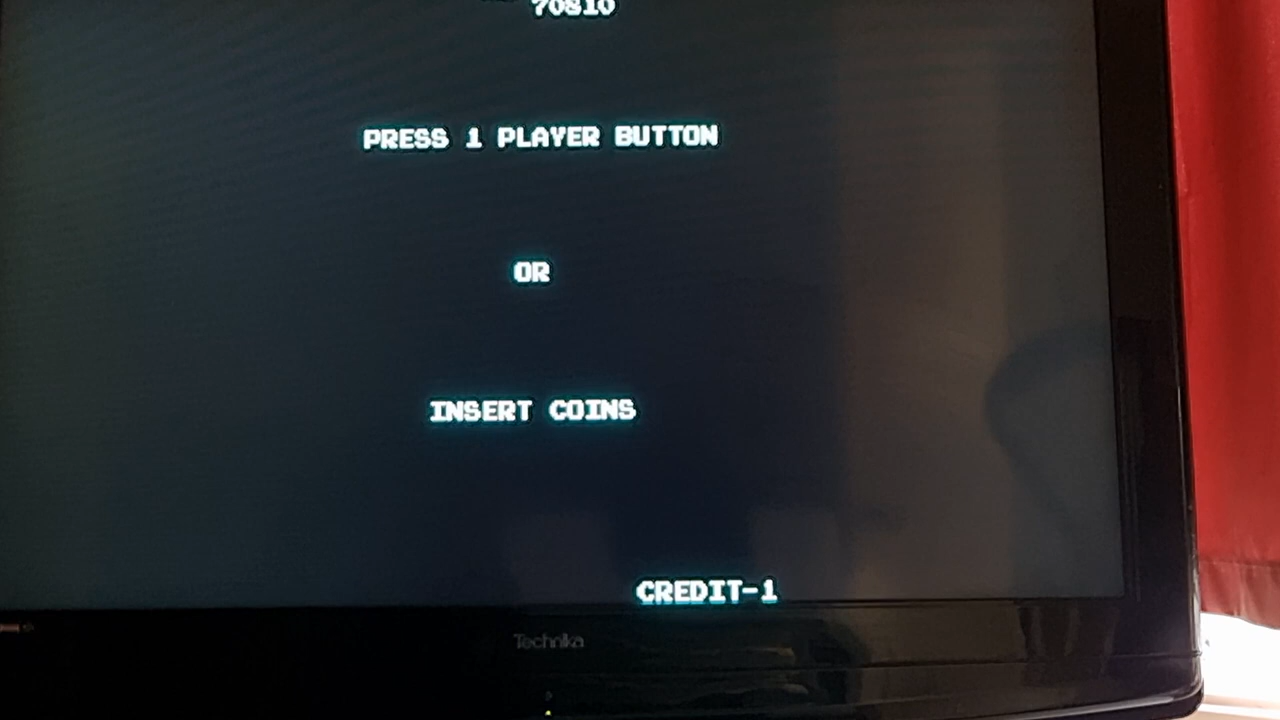 70810
PRESS 1 PLAYER BUTTON
OR
INSERT COINS
CREDIT-1
Technika